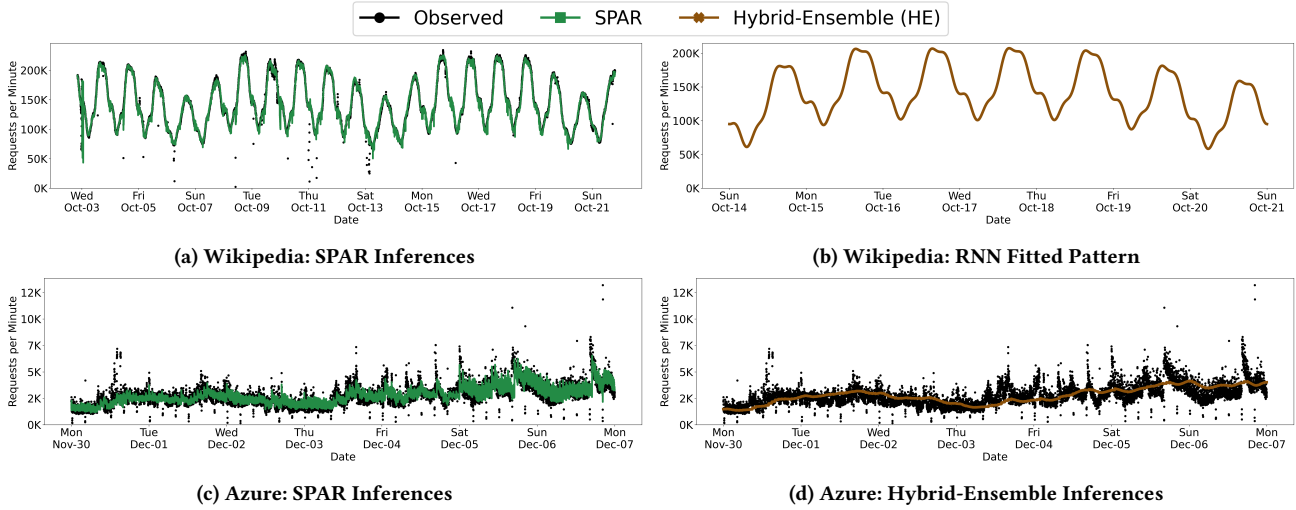 Observed SPAR Hybrid-Ensemble (HE)
Requests per Minute
200K
150K
100K
50K
0K
Wed Fri Sun Tue Thu Sat Mon Wed Fri Sun
Oct-03 Oct-05 Oct-07 Oct-09 Oct-11 Oct-13 Oct-15 Oct-17 Oct-19 Oct-21
Date
(a) Wikipedia: SPAR Inferences
Requests per Minute
200K
150K
100K
50K
0K
Sun Mon Tue Wed Thu Fri Sat Sun
Oct-14 Oct-15 Oct-16 Oct-17 Oct-18 Oct-19 Oct-20 Oct-21
Date
(b) Wikipedia: RNN Fitted Pattern
Requests per Minute
12K
10K
7K
5K
2K
0K
Mon Tue Wed Thu Fri Sat Sun Mon
Nov-30 Dec-01 Dec-02 Dec-03 Dec-04 Dec-05 Dec-06 Dec-07
Date
(c) Azure: SPAR Inferences
Requests per Minute
12K
10K
7K
5K
2K
0K
Mon Tue Wed Thu Fri Sat Sun Mon
Nov-30 Dec-01 Dec-02 Dec-03 Dec-04 Dec-05 Dec-06 Dec-07
Date
(d) Azure: Hybrid-Ensemble Inferences